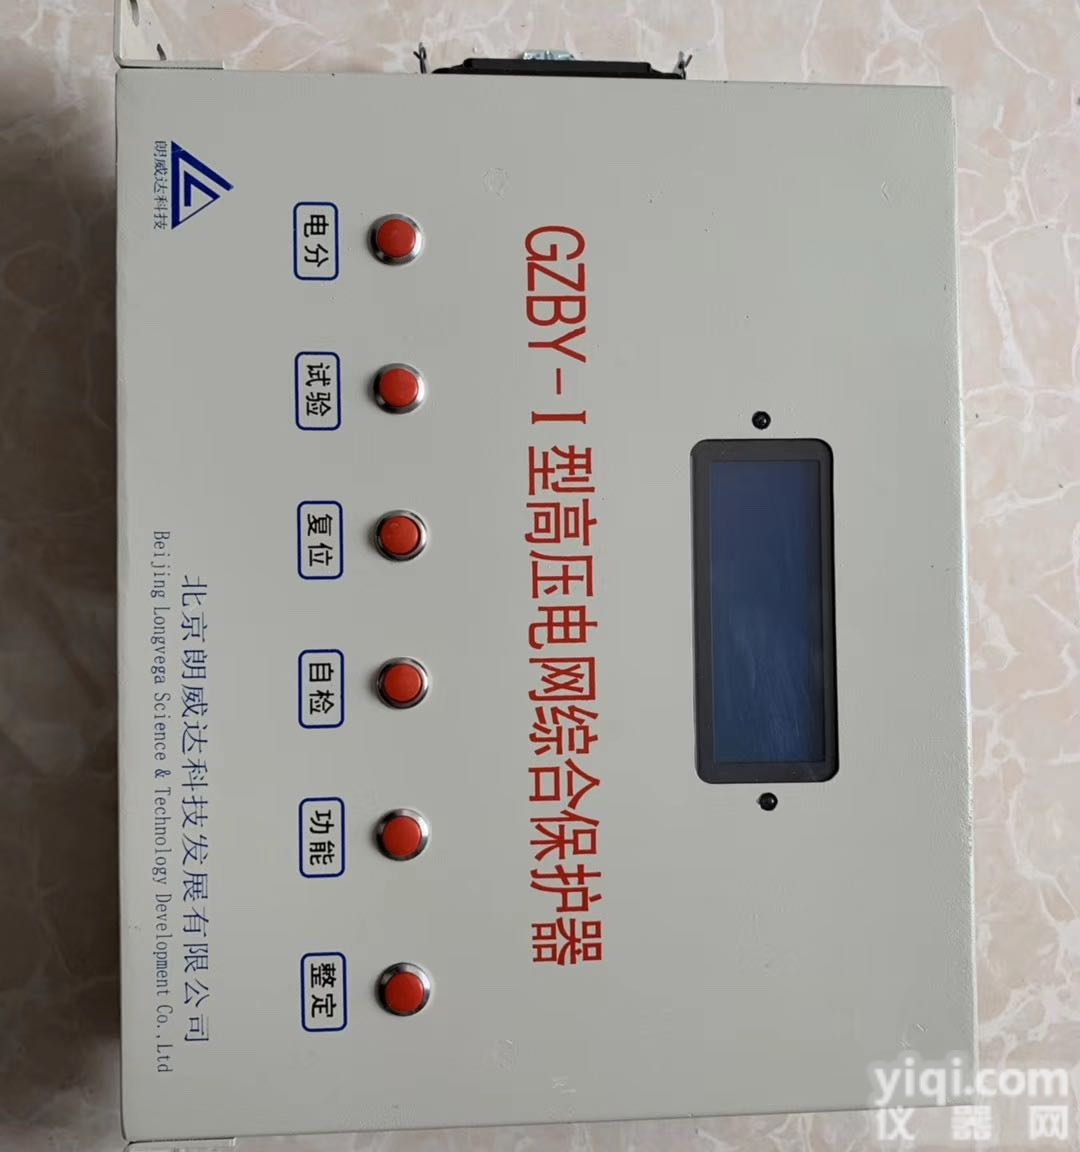 GZBY-I型高压电网综合保护器
电分
试验
复位
自检
功能
整定
朗威达科技
北京朗威达科技发展有限公司
Beijing Longvega Science & Technology Development Co.,Ltd
yiqi.com
仪器网